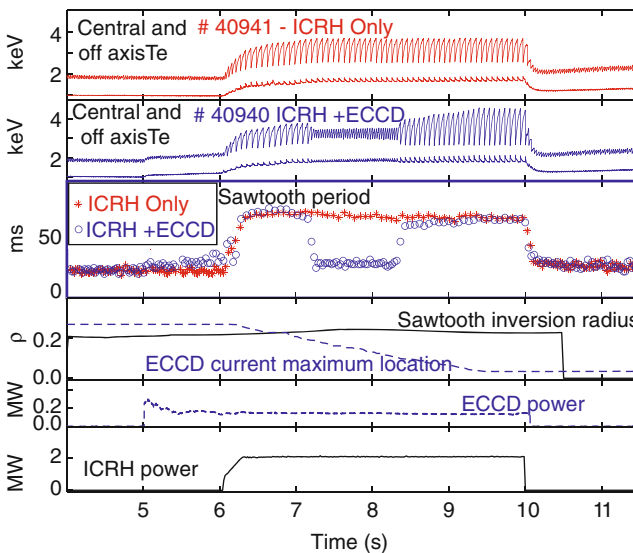 Central and # 40941 - ICRH Only
off axisTe
keV
4
2
Central and # 40940 ICRH +ECCD
off axisTe
keV
4
2
Sawtooth period
ICRH Only
ICRH +ECCD
ms
50
0
Sawtooth inversion radius
ρ
0.2
0.0
ECCD current maximum location
MW
0.2
0.0
ECCD power
MW
2
0
ICRH power
5 6 7 8 9 10 11
Time (s)